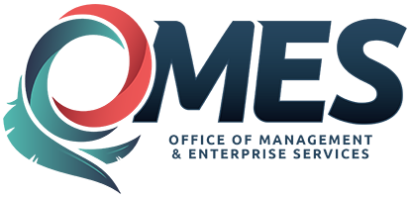 OMES
OFFICE OF MANAGEMENT
& ENTERPRISE SERVICES